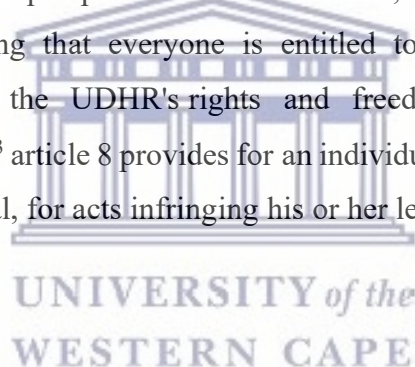 ng that everyone is entitled to
the UDHR's rights and freed
3 article 8 provides for an individu
l, for acts infringing his or her le
UNIVERSITY of the
WESTERN CAPE